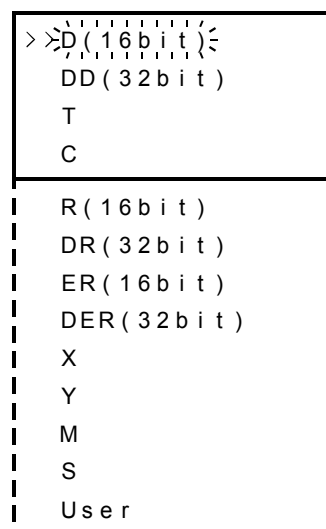 >>D(16bit)
DD(32bit)
T
C
R(16bit)
DR(32bit)
ER(16bit)
DER(32bit)
X
Y
M
S
User